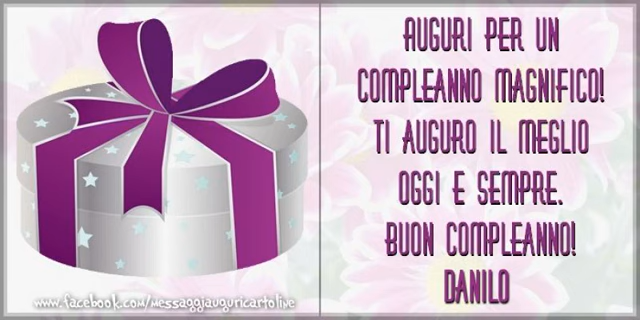 AUGURI PER UN
COMPLEANNO MAGNIFICO!
TI AUGURO IL MEGLIO
OGGI E SEMPRE.
BUON COMPLEANNO!
DANILO
www.facebook.com/messaggiauguricartoline